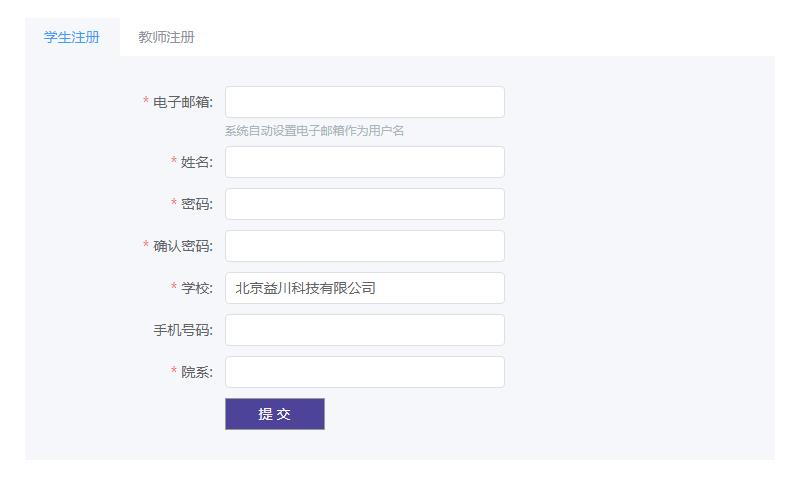 学生注册 教师注册
* 电子邮箱:
系统自动设置电子邮箱作为用户名
* 姓名:
* 密码:
* 确认密码:
* 学校: 北京益川科技有限公司
手机号码:
* 院系:
提 交